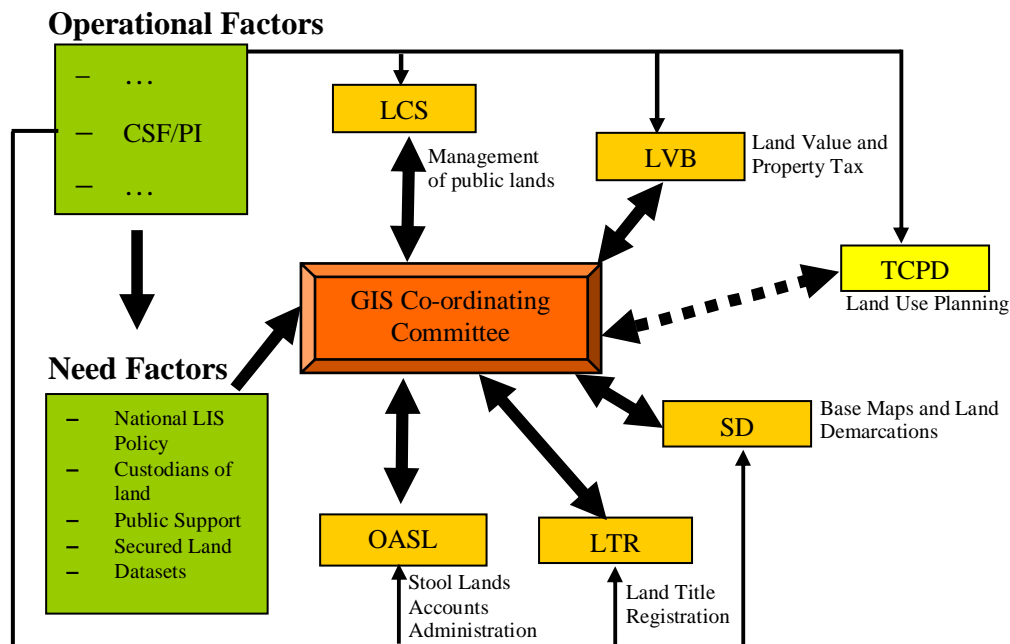 Operational Factors
– …
– CSF/PI
– …
LCS
Management
of public lands
LVB
Land Value and
Property Tax
TCPD
Land Use Planning
GIS Co-ordinating
Committee
Need Factors
– National LIS
Policy
– Custodians of
land
– Public Support
– Secured Land
– Datasets
SD
Base Maps and Land
Demarcations
OASL
Stool Lands
Accounts
Administration
LTR
Land Title
Registration